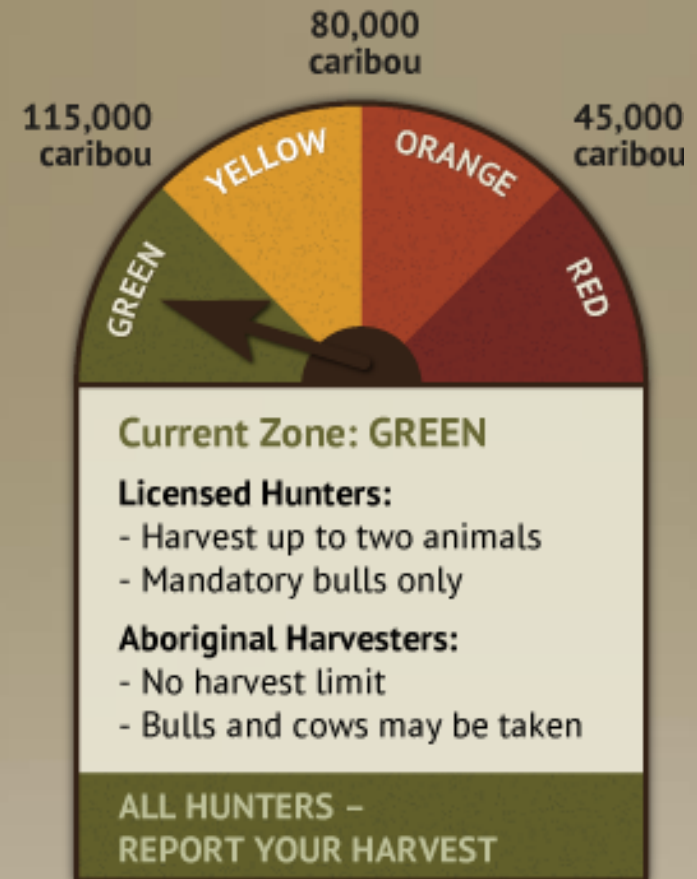 80,000
caribou
115,000
caribou
45,000
caribou
GREEN
YELLOW
ORANGE
RED
Current Zone: GREEN
Licensed Hunters:
- Harvest up to two animals
- Mandatory bulls only
Aboriginal Harvesters:
- No harvest limit
- Bulls and cows may be taken
ALL HUNTERS –
REPORT YOUR HARVEST